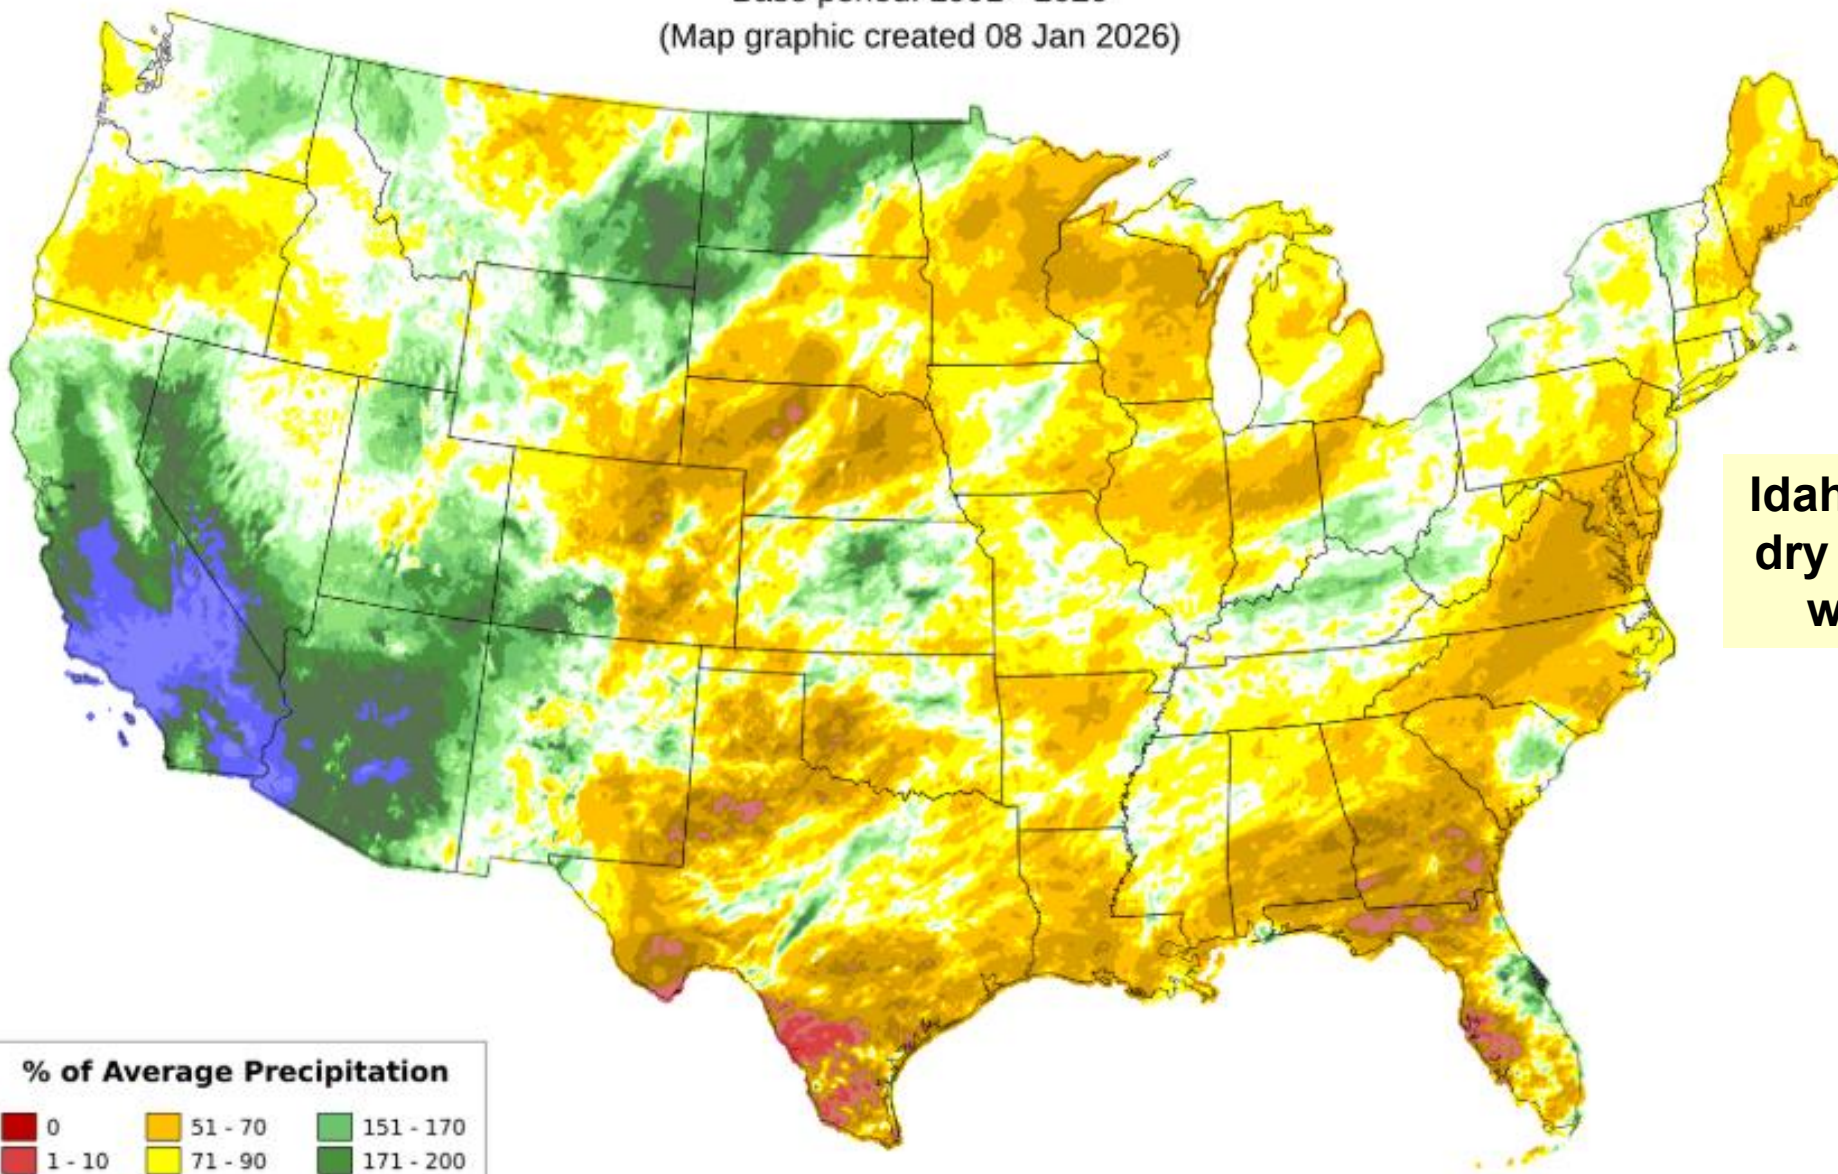 (Map graphic created 08 Jan 2026)
dry
% of Average Precipitation
0 51 - 70 151 - 170
1 - 10 71 - 90 171 - 200